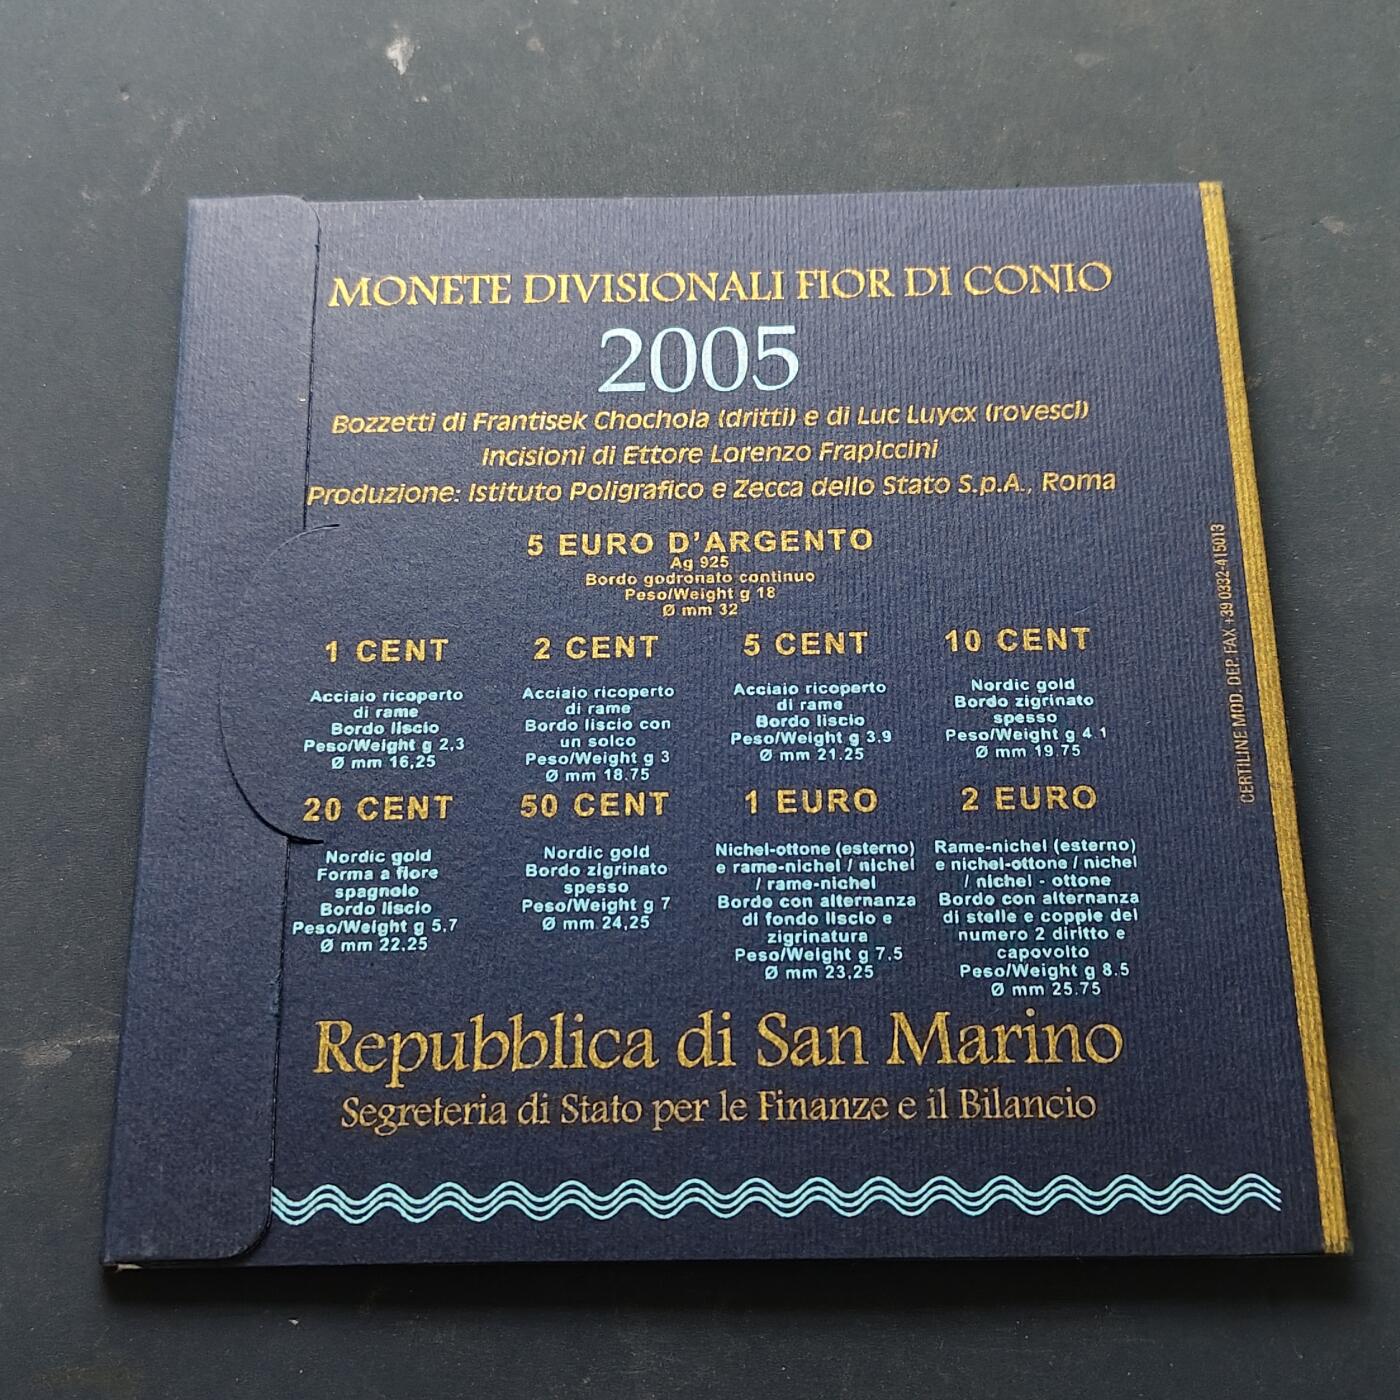 MONETE DIVISIONALI FIOR DI CONIO
2005
Bozzetti di Frantisek Chochola (dritti) e di Luc Luycx (rovesci)
Incisioni di Ettore Lorenzo Frapiccini
Produzione: Istituto Poligrafico e Zecca dello Stato S.p.A., Roma
5 EURO D'ARGENTO
Ag 925
Bordo godronato continuo
Peso/Weight g 18
Ø mm 32
1 CENT
Acciaio ricoperto
di rame
Bordo liscio
Peso/Weight g 2,3
Ø mm 16,25
2 CENT
Acciaio ricoperto
di rame
Bordo liscio con
un solco
Peso/Weight g 3
Ø mm 18.75
5 CENT
Acciaio ricoperto
di rame
Bordo liscio
Peso/Weight g 3,9
Ø mm 21.25
10 CENT
Nordic gold
Bordo zigrinato
spesso
Peso/Weight g 4.1
Ø mm 19.75
20 CENT
Nordic gold
Forma a fiore
spagnolo
Bordo liscio
Peso/Weight g 5,7
Ø mm 22.25
50 CENT
Nordic gold
Bordo zigrinato
spesso
Peso/Weight g 7
Ø mm 24,25
1 EURO
Nichel-ottone (esterno)
e rame-nichel / nichel
/ rame-nichel
Bordo con alternanza
di fondo liscio e
zigrinatura
Peso/Weight g 7.5
Ø mm 23,25
2 EURO
Rame-nichel (esterno)
e nichel-ottone / nichel
/ nichel - ottone
Bordo con alternanza
di stelle e coppie del
numero 2 diritto e
capovolto
Peso/Weight g 8.5
Ø mm 25.75
Repubblica di San Marino
Segreteria di Stato per le Finanze e il Bilancio
CERTILINE MOD. DEP. FAX +39 0332-415013